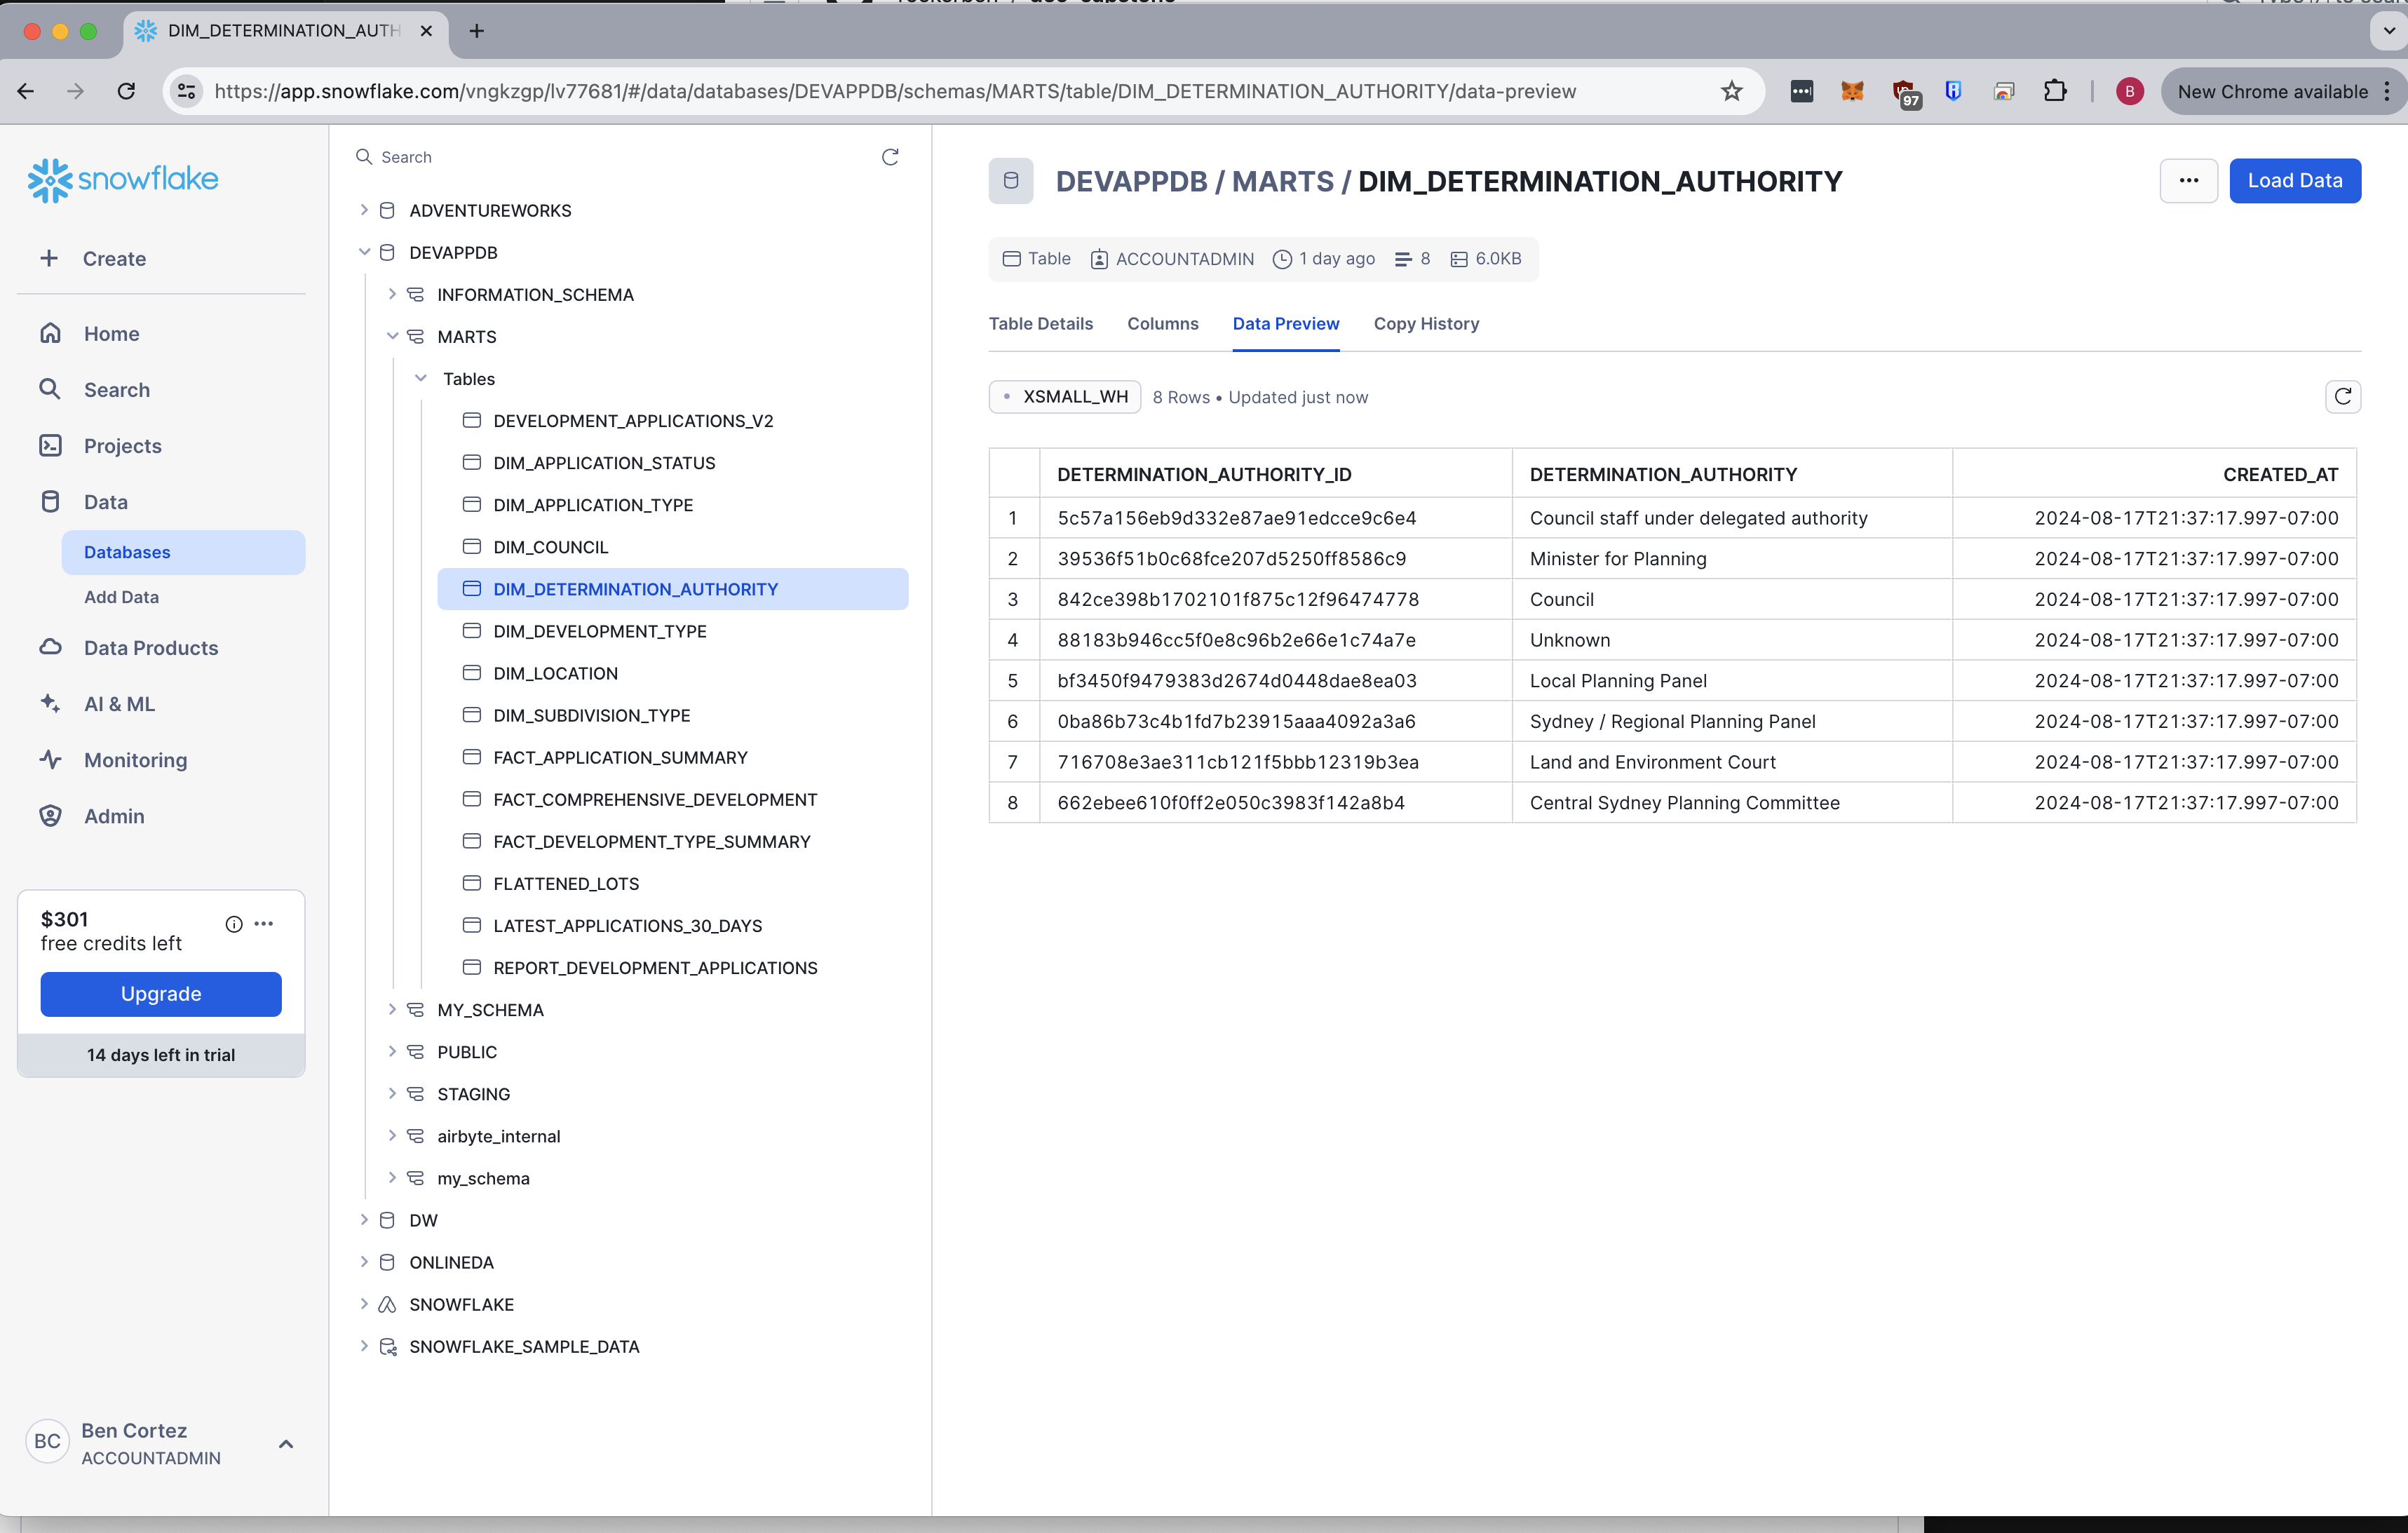 DIM_DETERMINATION_AUTH
https://app.snowflake.com/vngkzgp/lv77681/#/data/databases/DEVAPPDB/schemas/MARTS/table/DIM_DETERMINATION_AUTHORITY/data-preview
97
B
New Chrome available
snowflake
Create
Home
Search
Projects
Data
Databases
Add Data
Data Products
AI & ML
Monitoring
Admin
$301
free credits left
Upgrade
14 days left in trial
BC
Ben Cortez
ACCOUNTADMIN
Search
ADVENTUREWORKS
DEVAPPDB
INFORMATION_SCHEMA
MARTS
Tables
DEVELOPMENT_APPLICATIONS_V2
DIM_APPLICATION_STATUS
DIM_APPLICATION_TYPE
DIM_COUNCIL
DIM_DETERMINATION_AUTHORITY
DIM_DEVELOPMENT_TYPE
DIM_LOCATION
DIM_SUBDIVISION_TYPE
FACT_APPLICATION_SUMMARY
FACT_COMPREHENSIVE_DEVELOPMENT
FACT_DEVELOPMENT_TYPE_SUMMARY
FLATTENED_LOTS
LATEST_APPLICATIONS_30_DAYS
REPORT_DEVELOPMENT_APPLICATIONS
MY_SCHEMA
PUBLIC
STAGING
airbyte_internal
my_schema
DW
ONLINEDA
SNOWFLAKE
SNOWFLAKE_SAMPLE_DATA
DEVAPPDB / MARTS / DIM_DETERMINATION_AUTHORITY
... Load Data
Table ACCOUNTADMIN 1 day ago 8 6.0KB
Table Details Columns Data Preview Copy History
XSMALL_WH 8 Rows • Updated just now
DETERMINATION_AUTHORITY_ID DETERMINATION_AUTHORITY CREATED_AT
1 5c57a156eb9d332e87ae91edcce9c6e4 Council staff under delegated authority 2024-08-17T21:37:17.997-07:00
2 39536f51b0c68fce207d5250ff8586c9 Minister for Planning 2024-08-17T21:37:17.997-07:00
3 842ce398b1702101f875c12f96474778 Council 2024-08-17T21:37:17.997-07:00
4 88183b946cc5f0e8c96b2e66e1c74a7e Unknown 2024-08-17T21:37:17.997-07:00
5 bf3450f9479383d2674d0448dae8ea03 Local Planning Panel 2024-08-17T21:37:17.997-07:00
6 0ba86b73c4b1fd7b23915aaa4092a3a6 Sydney / Regional Planning Panel 2024-08-17T21:37:17.997-07:00
7 716708e3ae311cb121f5bbb12319b3ea Land and Environment Court 2024-08-17T21:37:17.997-07:00
8 662ebee610f0ff2e050c3983f142a8b4 Central Sydney Planning Committee 2024-08-17T21:37:17.997-07:00